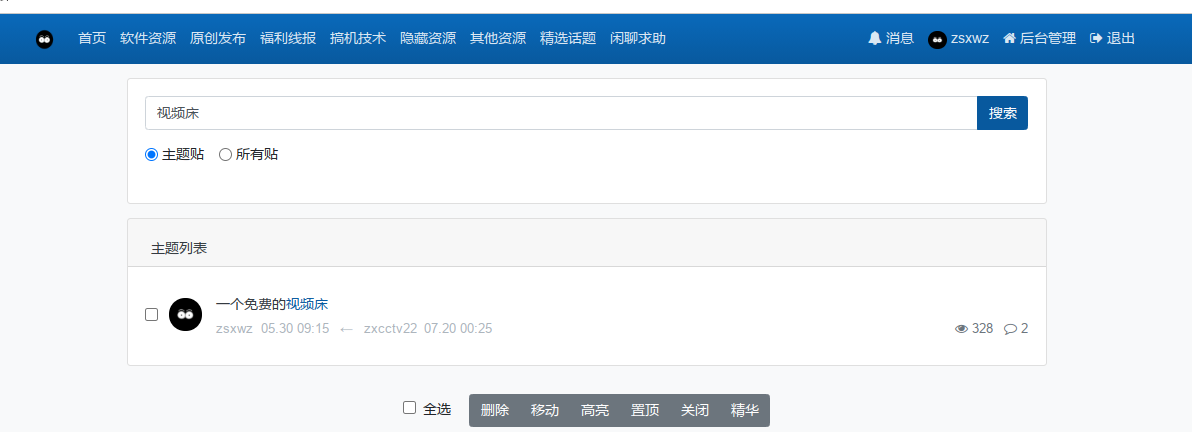 首页 软件资源 原创发布 福利线报 搞机技术 隐藏资源 其他资源 精选话题 闲聊求助 消息 zsxwz 后台管理 退出
视频床 搜索
主题贴 所有贴
主题列表
一个免费的视频床
zsxwz 05.30 09:15 ← zxcctv22 07.20 00:25 328 2
全选 删除 移动 高亮 置顶 关闭 精华